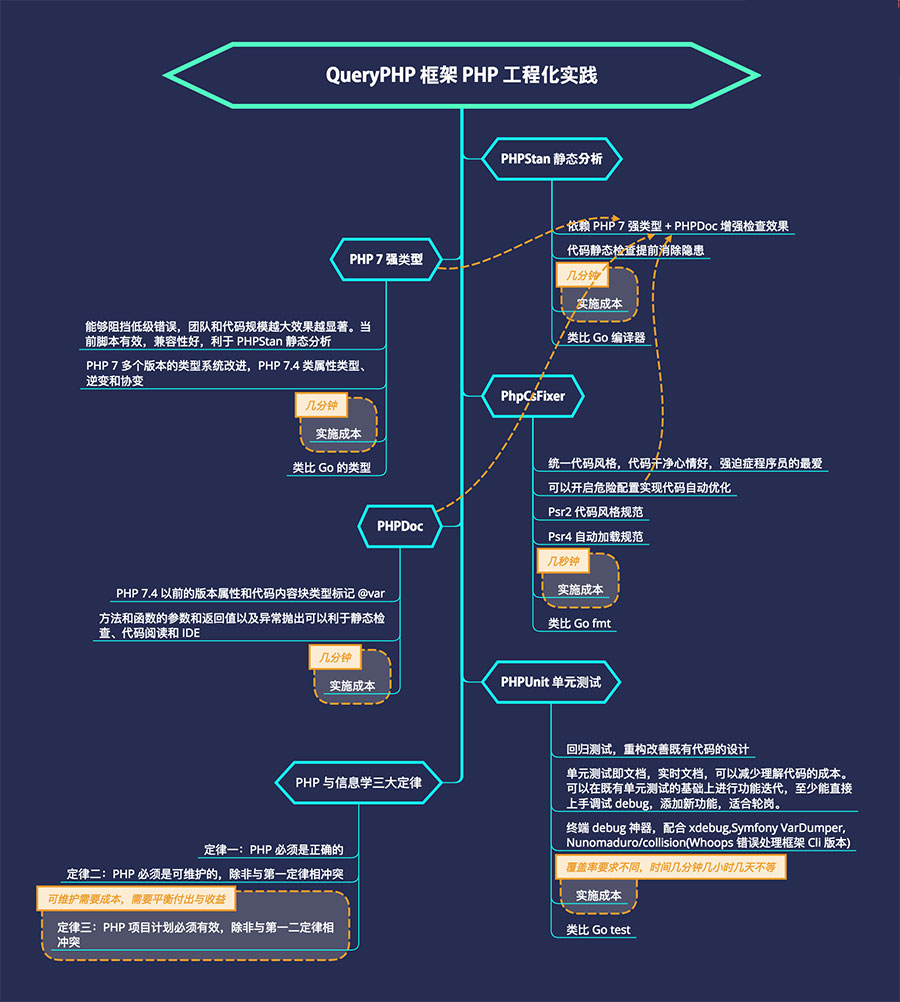 QueryPHP 框架 PHP 工程化实践
PHPStan 静态分析
依赖 PHP 7 强类型 + PHPDoc 增强检查效果
代码静态检查提前消除隐患
几分钟
实施成本
类比 Go 编译器
PHP 7 强类型
能够阻挡低级错误，团队和代码规模越大效果越显著。当
前脚本有效，兼容性好，利于 PHPStan 静态分析
PHP 7 多个版本的类型系统改进，PHP 7.4 类属性类型、
逆变和协变
几分钟
实施成本
类比 Go 的类型
PhpCsFixer
统一代码风格，代码干净心情好，强迫症程序员的最爱
可以开启危险配置实现代码自动优化
Psr2 代码风格规范
Psr4 自动加载规范
几秒钟
实施成本
类比 Go fmt
PHPDoc
PHP 7.4 以前的版本属性和代码内容块类型标记 @var
方法和函数的参数和返回值以及异常抛出可以利于静态检
查、代码阅读和 IDE
几分钟
实施成本
PHPUnit 单元测试
回归测试，重构改善既有代码的设计
单元测试即文档，实时文档，可以减少理解代码的成本。
可以在既有单元测试的基础上进行功能迭代，至少能直接
上手调试 debug，添加新功能，适合轮岗。
终端 debug 神器，配合 xdebug,Symfony VarDumper,
Nunomaduro/collision(Whoops 错误处理框架 Cli 版本)
覆盖率要求不同，时间几分钟几小时几天不等
实施成本
类比 Go test
PHP 与信息学三大定律
定律一：PHP 必须是正确的
定律二：PHP 必须是可维护的，除非与第一定律相冲突
可维护需要成本，需要平衡付出与收益
定律三：PHP 项目计划必须有效，除非与第一二定律相
冲突